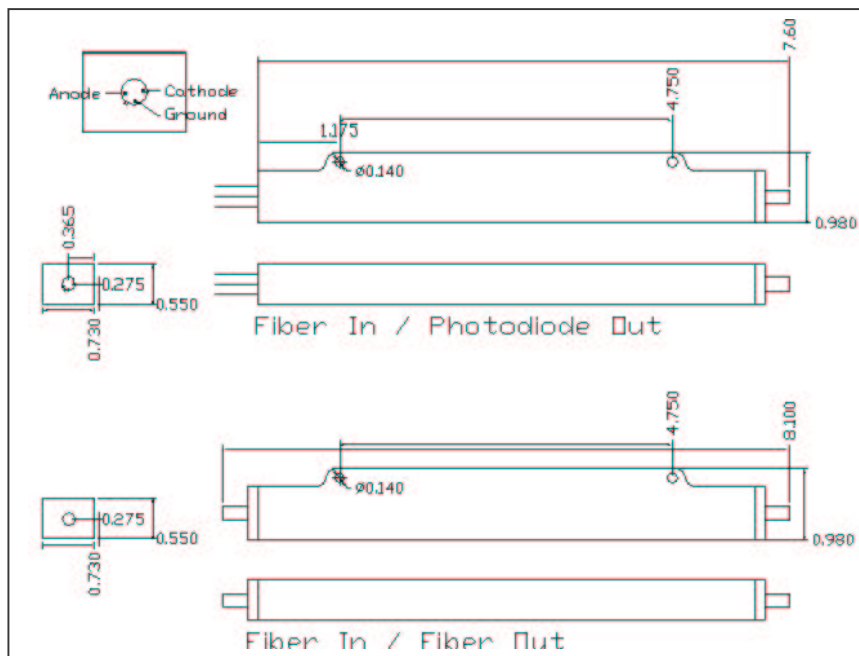 Anode
Cathode
Ground
7.60
4.750
1.175
ø0.140
0.980
0.365
0.275
0.550
0.730
Fiber In / Photodiode Out
4.750
8.100
ø0.140
0.275
0.550
0.730
0.980
Fiber In / Fiber Out